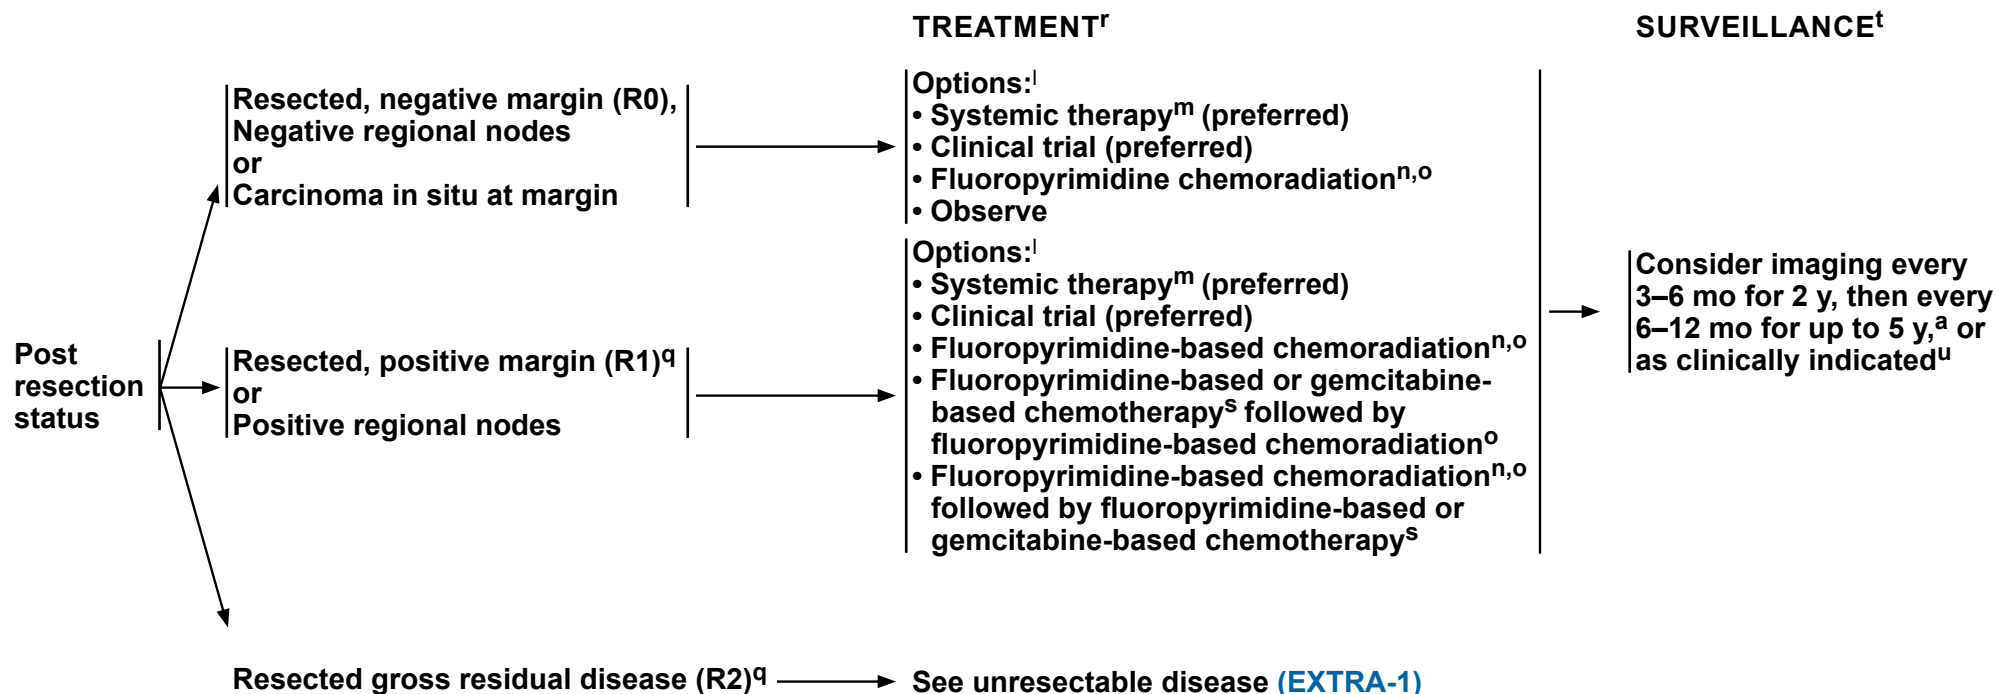 TREATMENTʳ
SURVEILLANCEᵗ
Post
resection
status
Resected, negative margin (R0),
Negative regional nodes
or
Carcinoma in situ at margin
Options:ˡ
• Systemic therapyᵐ (preferred)
• Clinical trial (preferred)
• Fluoropyrimidine chemoradiationⁿ,ᵒ
• Observe
Resected, positive margin (R1)q
or
Positive regional nodes
Options:ˡ
• Systemic therapyᵐ (preferred)
• Clinical trial (preferred)
• Fluoropyrimidine-based chemoradiationⁿ,ᵒ
• Fluoropyrimidine-based or gemcitabine-
based chemotherapyˢ followed by
fluoropyrimidine-based chemoradiationᵒ
• Fluoropyrimidine-based chemoradiationⁿ,ᵒ
followed by fluoropyrimidine-based or
gemcitabine-based chemotherapyˢ
Consider imaging every
3–6 mo for 2 y, then every
6–12 mo for up to 5 y,ᵃ or
as clinically indicatedᵘ
Resected gross residual disease (R2)q
See unresectable disease (EXTRA-1)